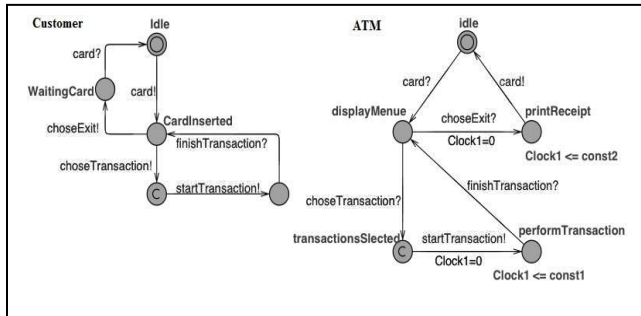 Customer
Idle
card?
WaitingCard
card!
CardInserted
choseExit!
finishTransaction?
choseTransaction!
C
startTransaction!
ATM
idle
card?
card!
displayMenue
printReceipt
choseExit?
Clock1=0
Clock1 <= const2
finishTransaction?
choseTransaction?
transactionsSlected
startTransaction!
performTransaction
C
Clock1=0
Clock1 <= const1